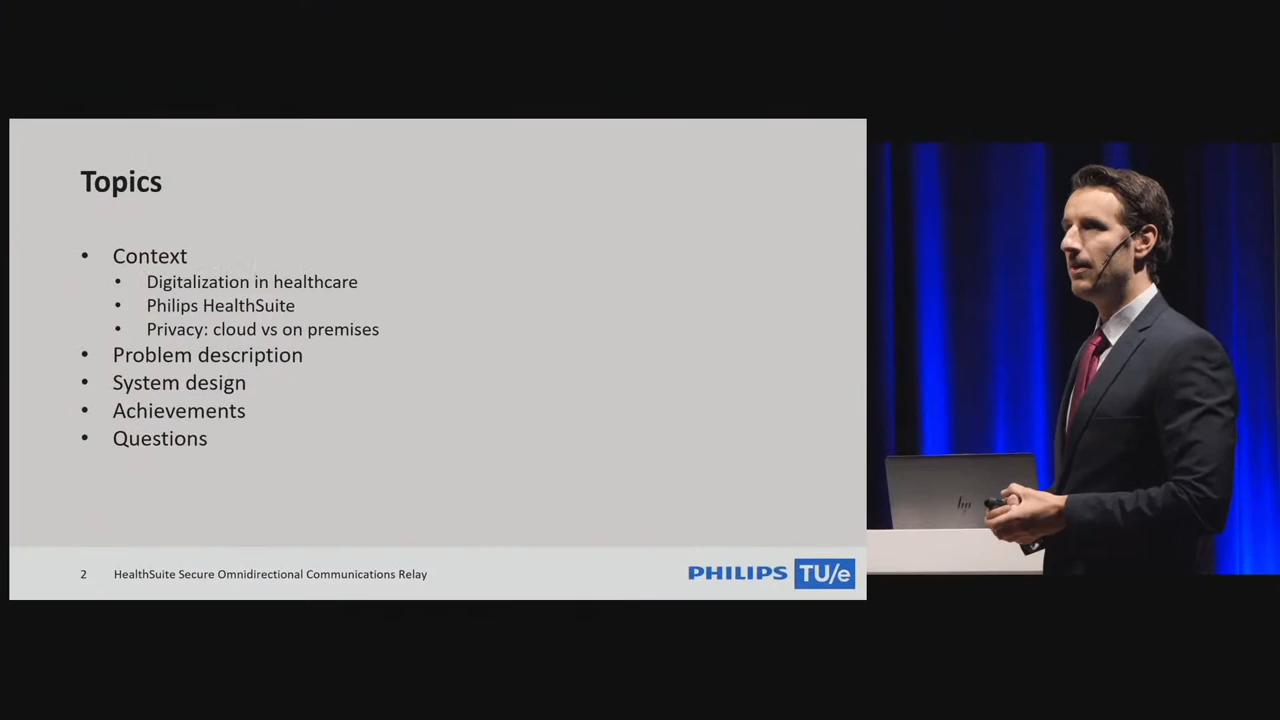 Topics
• Context
• Digitalization in healthcare
• Philips HealthSuite
• Privacy: cloud vs on premises
• Problem description
• System design
• Achievements
• Questions
2 HealthSuite Secure Omnidirectional Communications Relay
PHILIPS TU/e
hp